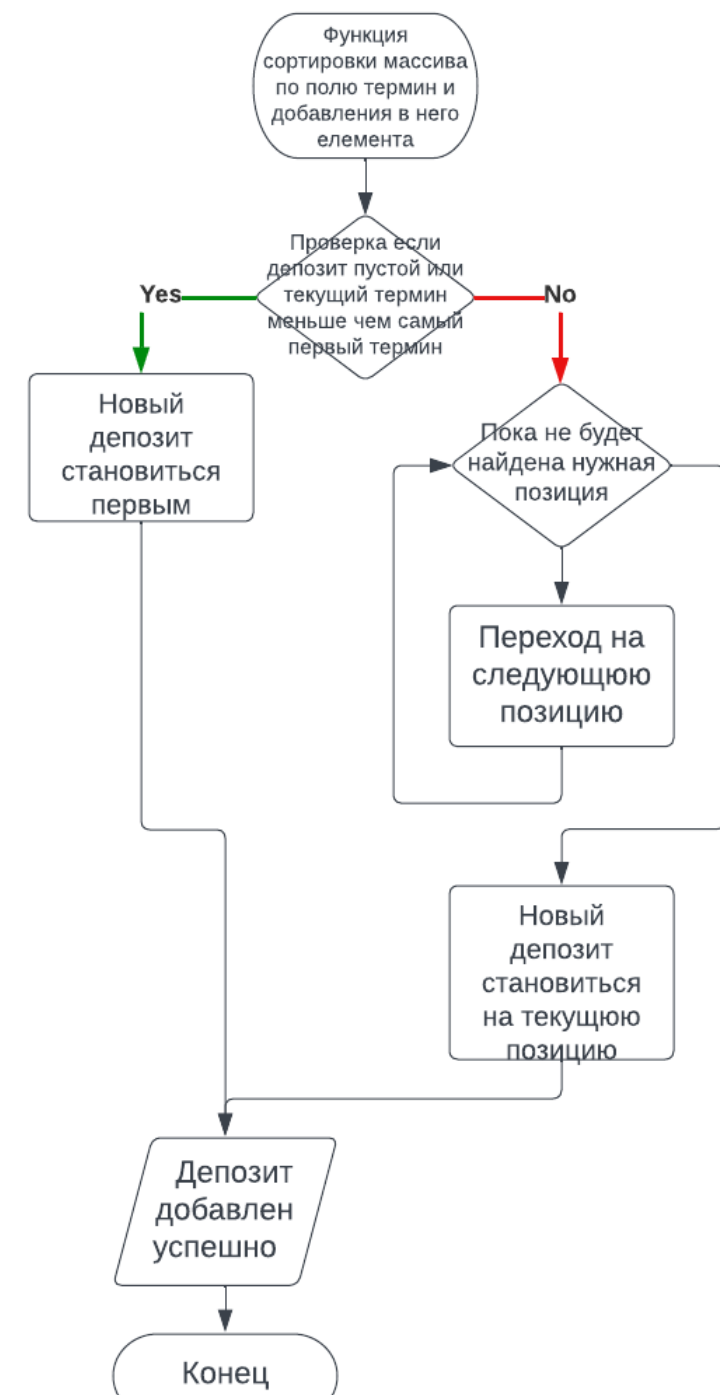 Функция
сортировки массива
по полю термин и
добавления в него
елемента
Проверка если
депозит пустой или
текущий термин
меньше чем самый
первый термин
Yes
No
Новый
депозит
становиться
первым
Пока не будет
найдена нужная
позиция
Переход на
следующюю
позицию
Новый
депозит
становиться
на текущюю
позицию
Депозит
добавлен
успешно
Конец